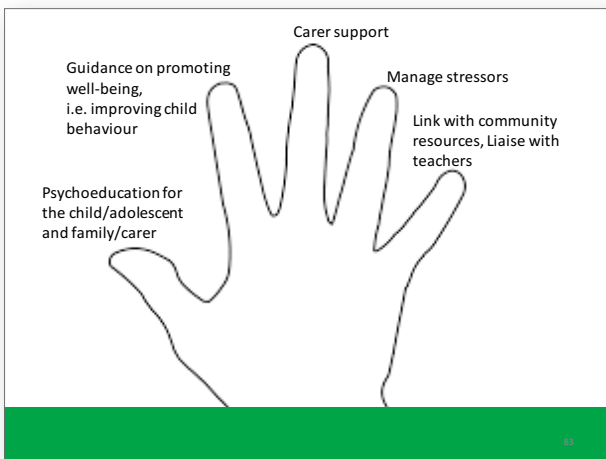 Carer support
Guidance on promoting
well-being,
i.e. improving child
behaviour
Manage stressors
Link with community
resources, Liaise with
teachers
Psychoeducation for
the child/adolescent
and family/carer
83